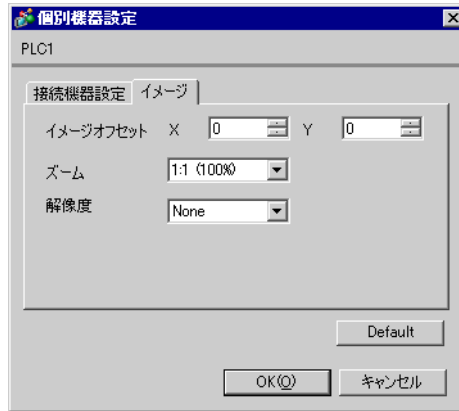 個別機器設定
PLC1
接続機器設定 イメージ
イメージオフセット X 0 Y 0
ズーム 1:1 (100%)
解像度 None
Default
OK(O) キャンセル